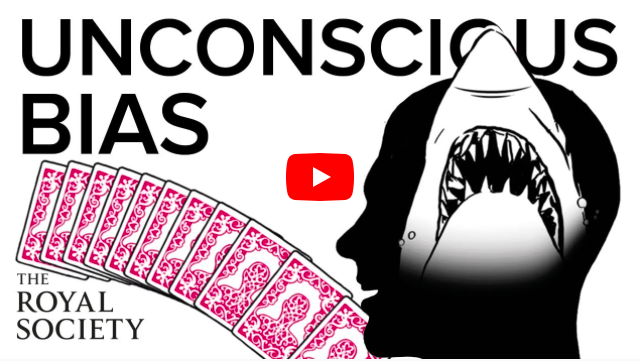 UNCONSCIOUS
BIAS
THE
ROYAL
SOCIETY